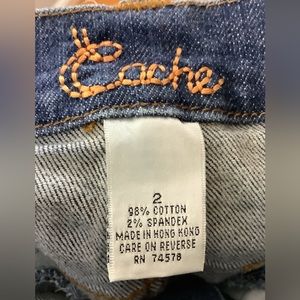 Cache
2
98% COTTON
2% SPANDEX
MADE IN HONG KONG
CARE ON REVERSE
RN 74578